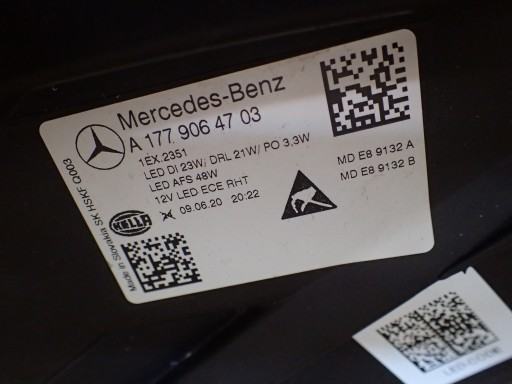 Mercedes-Benz
A 177 906 47 03
1EX.2351
LED DI 23W/ DRL 21W/ PO 3,3W
LED AFS 48W
12V LED ECE RHT
09.06.20 20:22
MD E8 9132 A
MD E8 9132 B
HELLA
Made in Slovakia SK HSKF Q003